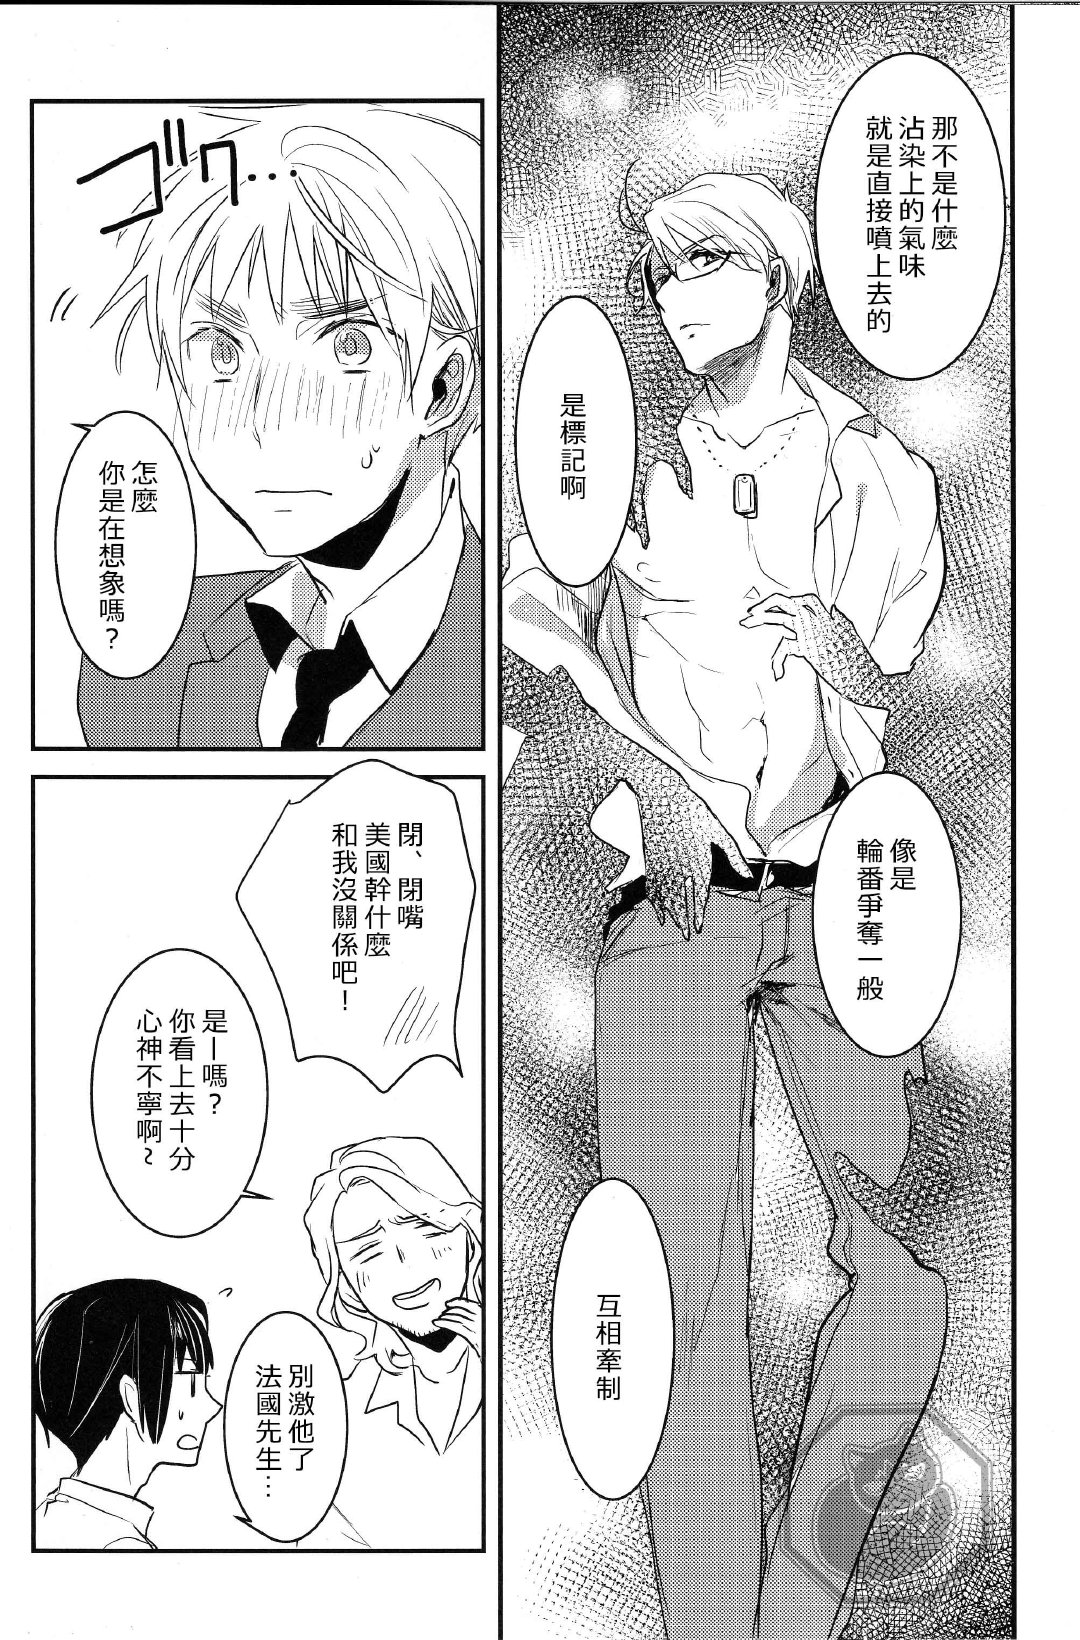 那不是什麼
沾染上的氣味
就是直接噴上去的
是標記啊
像是
輪番爭奪一般
互相牽制
ゴク…
怎麼
你是在想象嗎？
閉、閉嘴
美國幹什麼
和我沒關係吧！
是ー嗎？
你看上去十分
心神不寧啊～
別激他了
法國先生…